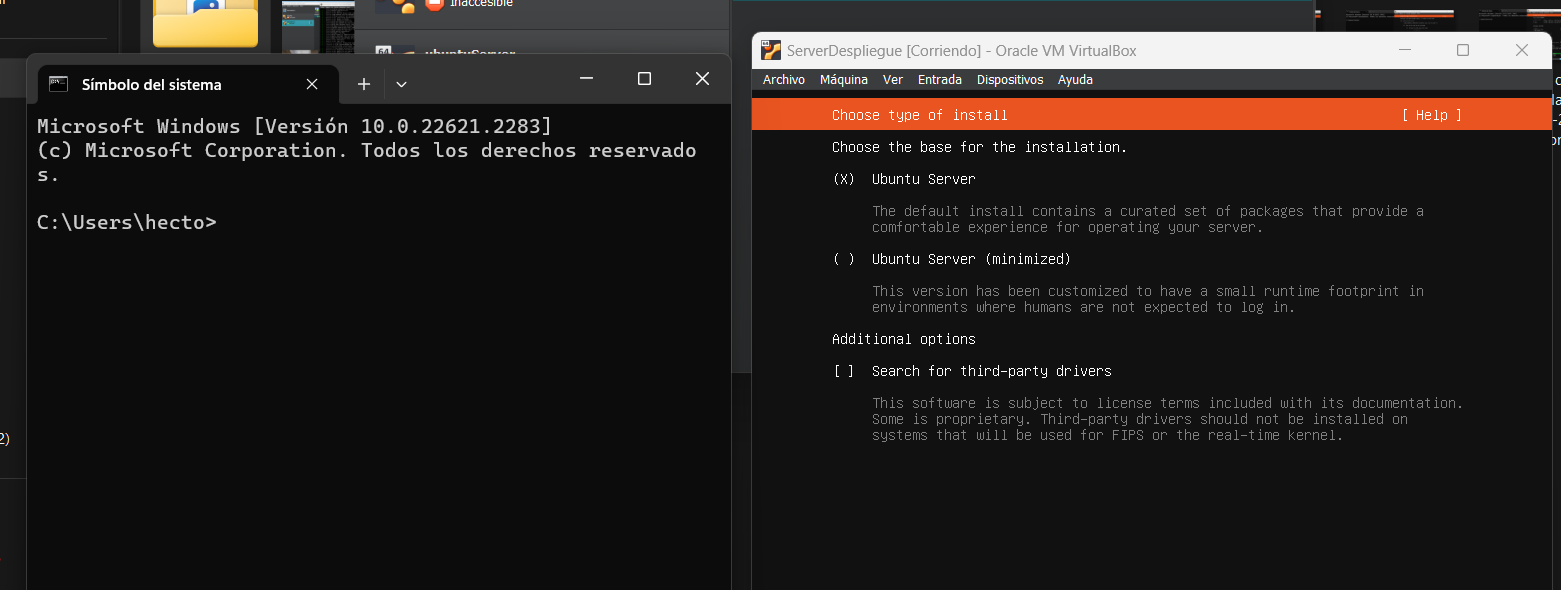 Inaccesible
64
ubuntuServer
Símbolo del sistema
Microsoft Windows [Versión 10.0.22621.2283]
(c) Microsoft Corporation. Todos los derechos reservado
s.
C:\Users\hecto>
2)
ServerDespliegue [Corriendo] - Oracle VM VirtualBox
Archivo Máquina Ver Entrada Dispositivos Ayuda
Choose type of install [ Help ]
Choose the base for the installation.
(X) Ubuntu Server
The default install contains a curated set of packages that provide a
comfortable experience for operating your server.
( ) Ubuntu Server (minimized)
This version has been customized to have a small runtime footprint in
environments where humans are not expected to log in.
Additional options
[ ] Search for third-party drivers
This software is subject to license terms included with its documentation.
Some is proprietary. Third-party drivers should not be installed on
systems that will be used for FIPS or the real-time kernel.